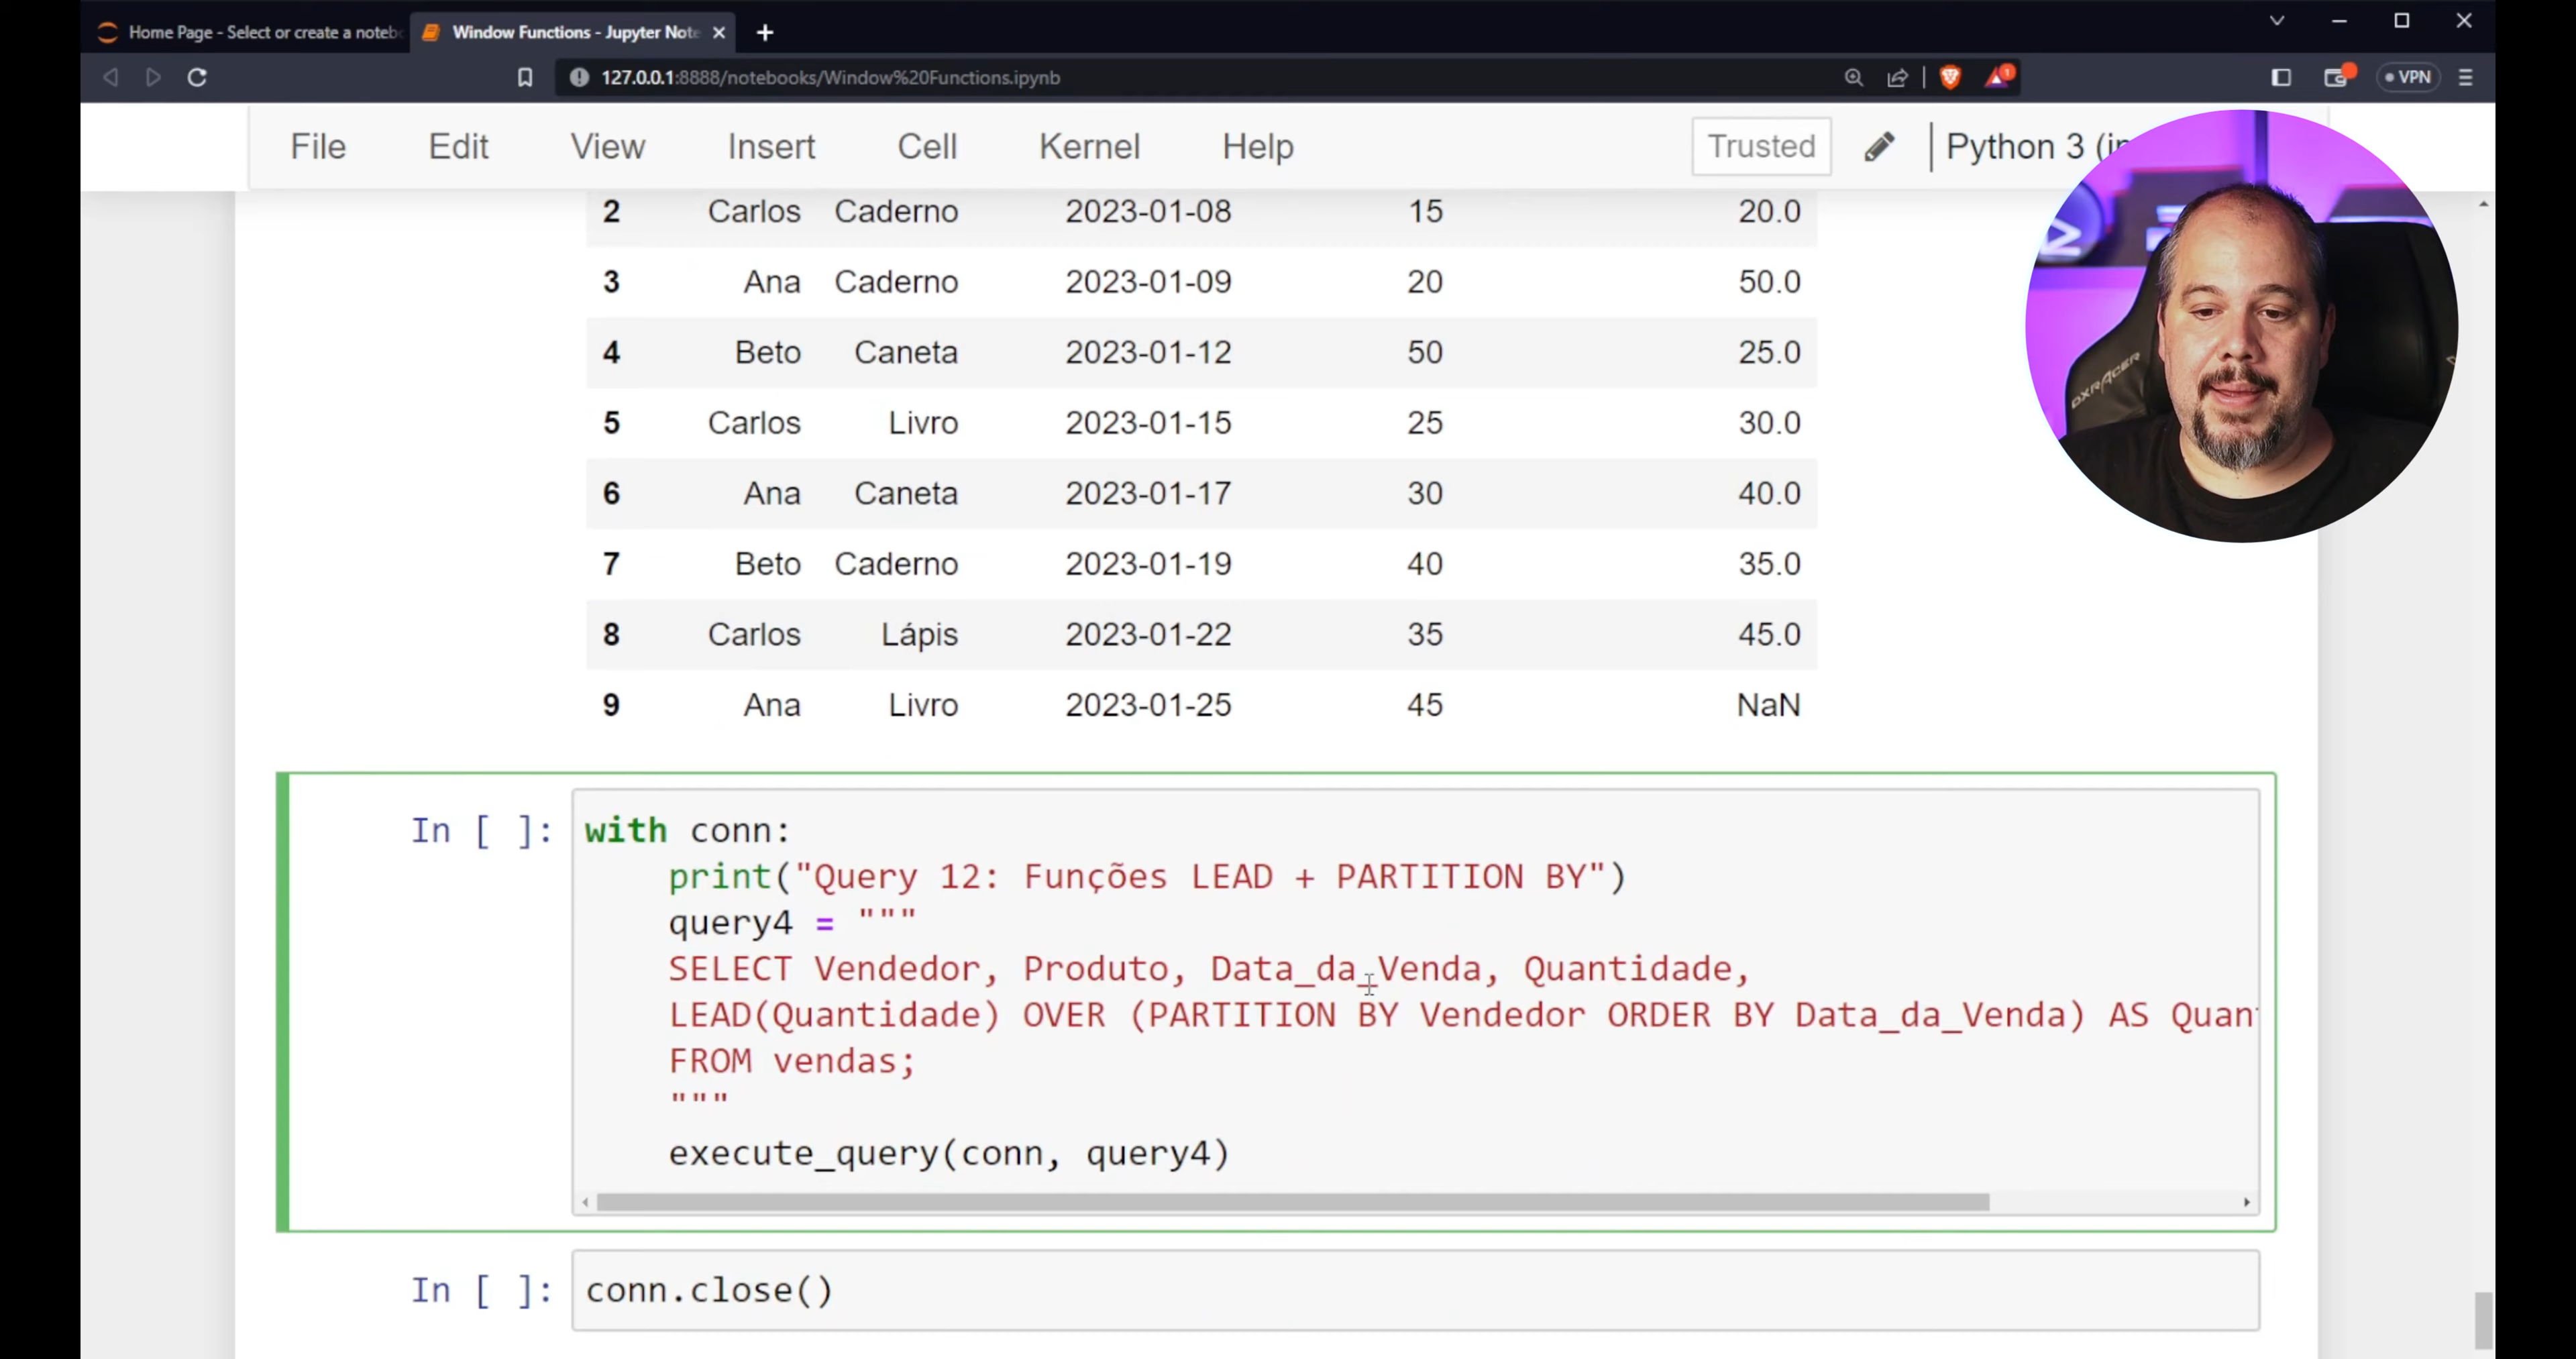 Home Page - Select or create a noteb
Window Functions - Jupyter Note
127.0.0.1:8888/notebooks/Window%20Functions.ipynb
1
VPN
File Edit View Insert Cell Kernel Help
Trusted
Python 3 (i
2 Carlos Caderno 2023-01-08 15 20.0
3 Ana Caderno 2023-01-09 20 50.0
4 Beto Caneta 2023-01-12 50 25.0
5 Carlos Livro 2023-01-15 25 30.0
6 Ana Caneta 2023-01-17 30 40.0
7 Beto Caderno 2023-01-19 40 35.0
8 Carlos Lápis 2023-01-22 35 45.0
9 Ana Livro 2023-01-25 45 NaN
DXRACER
In [ ]: with conn:
print("Query 12: Funções LEAD + PARTITION BY")
query4 = """
SELECT Vendedor, Produto, Data_da_Venda, Quantidade,
LEAD(Quantidade) OVER (PARTITION BY Vendedor ORDER BY Data_da_Venda) AS Quan
FROM vendas;
"""
execute_query(conn, query4)
In [ ]: conn.close()